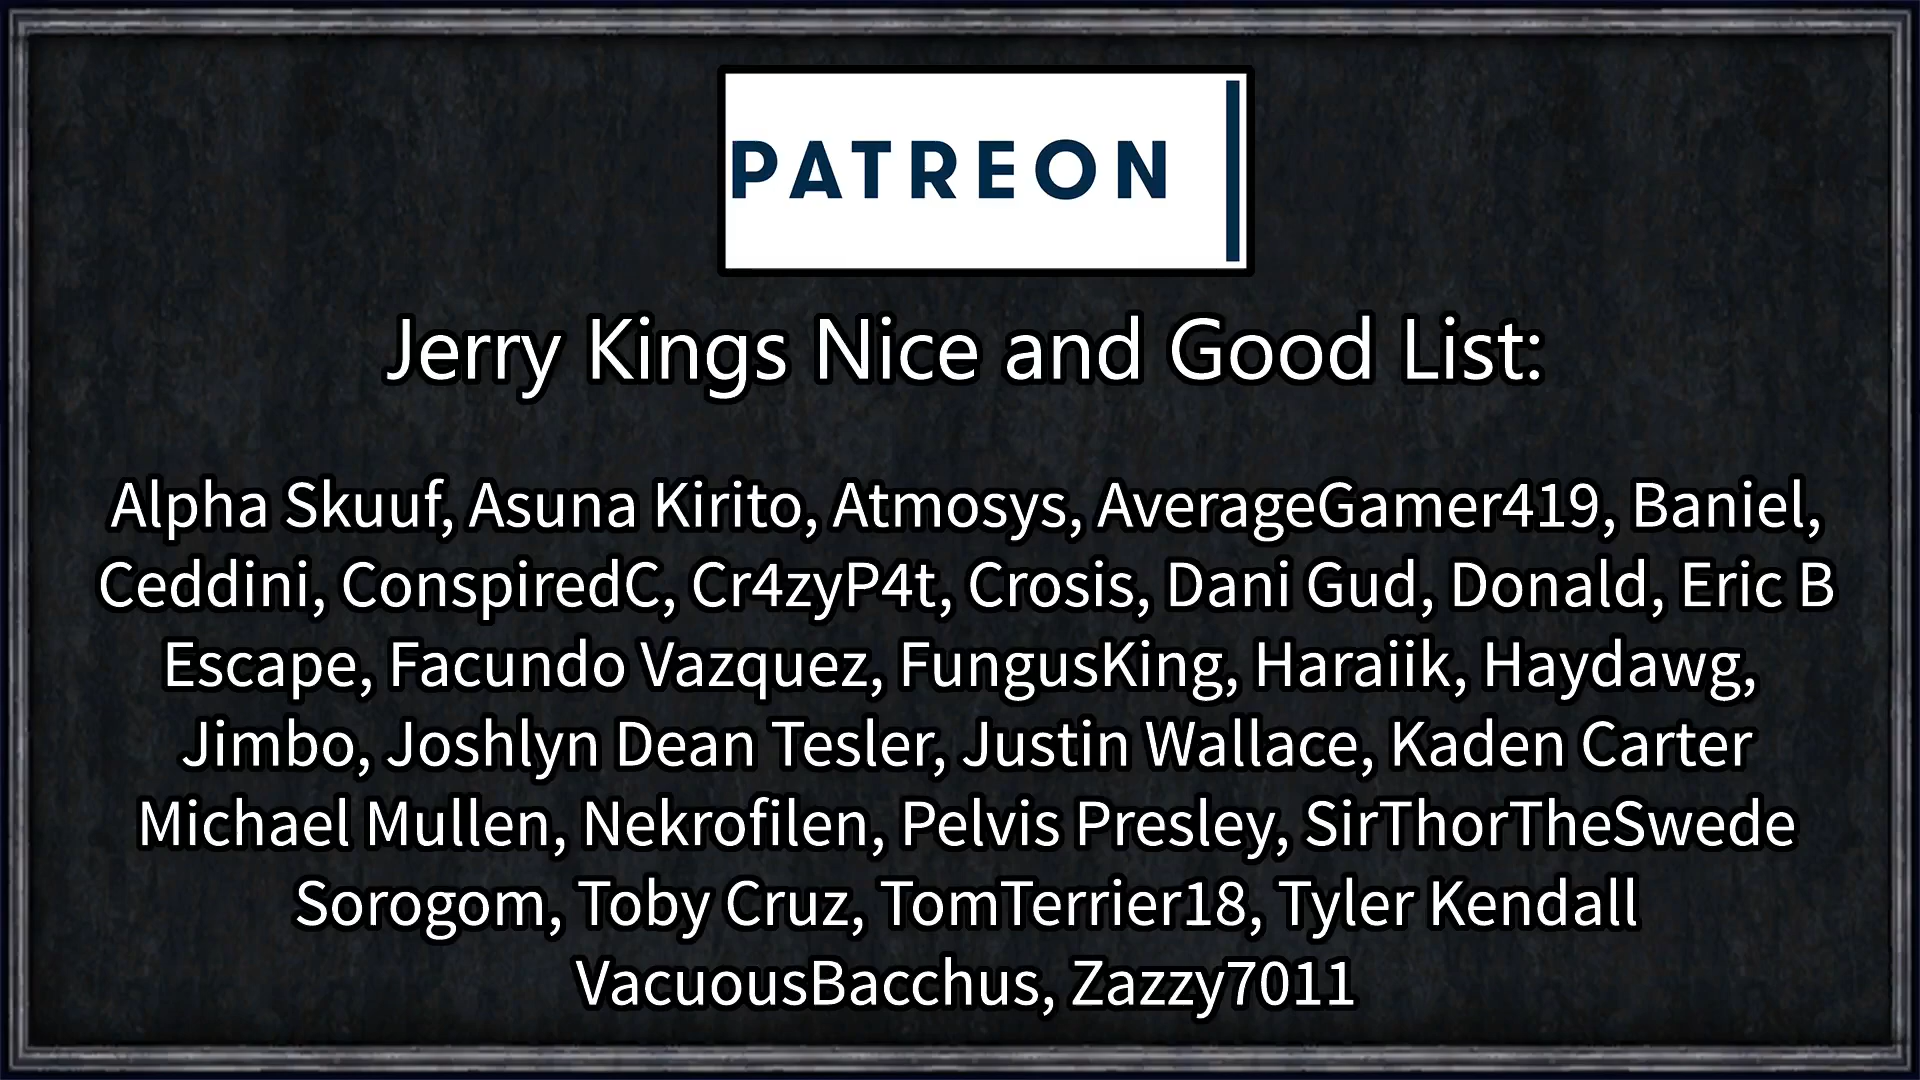 PATREON
Jerry Kings Nice and Good List:
Alpha Skuuf, Asuna Kirito, Atmosys, AverageGamer419, Baniel,
Ceddini, ConspiredC, Cr4zyP4t, Crosis, Dani Gud, Donald, Eric B
Escape, Facundo Vazquez, FungusKing, Haraiik, Haydawg,
Jimbo, Joshlyn Dean Tesler, Justin Wallace, Kaden Carter
Michael Mullen, Nekrofilen, Pelvis Presley, SirThorTheSwede
Sorogom, Toby Cruz, TomTerrier18, Tyler Kendall
VacuousBacchus, Zazzy7011